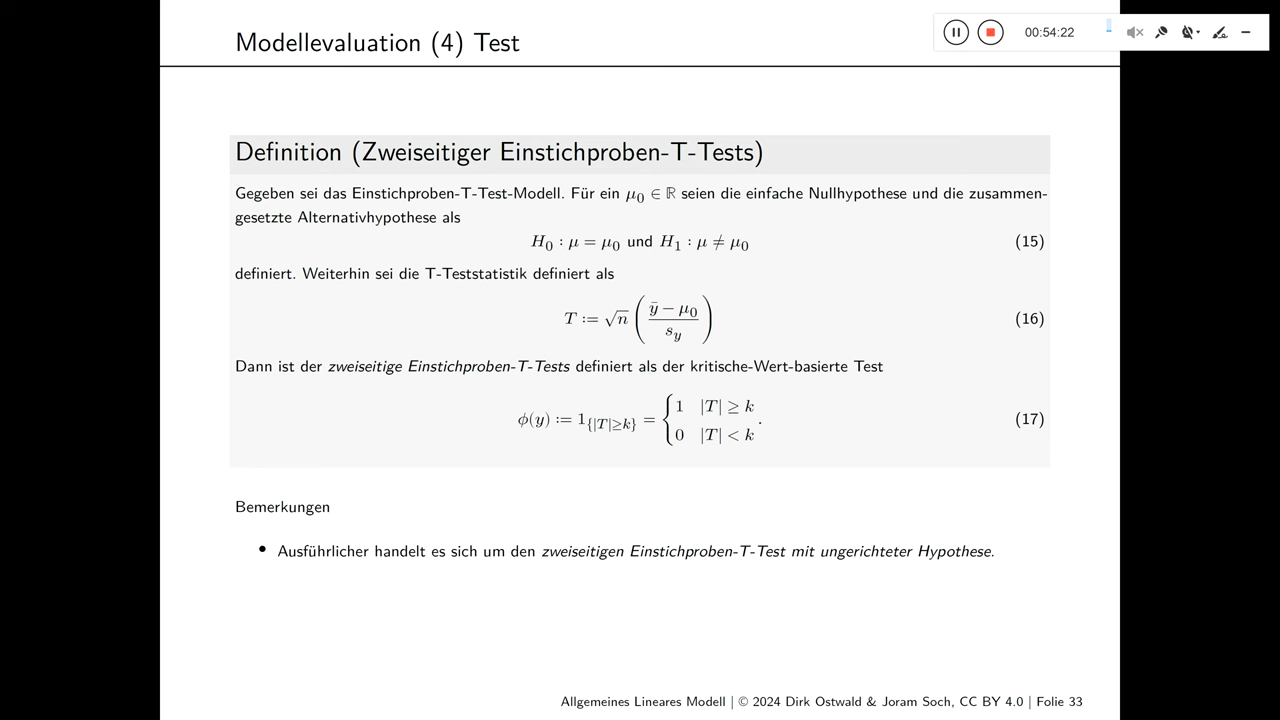 Modellevaluation (4) Test
00:54:22
Definition (Zweiseitiger Einstichproben-T-Tests)
Gegeben sei das Einstichproben-T-Test-Modell. Für ein μ₀ ∈ ℝ seien die einfache Nullhypothese und die zusammen-
gesetzte Alternativhypothese als
H₀ : μ = μ₀ und H₁ : μ ≠ μ₀ (15)
definiert. Weiterhin sei die T-Teststatistik definiert als
T := √n ( (ȳ − μ₀) / s_y ) (16)
Dann ist der zweiseitige Einstichproben-T-Tests definiert als der kritische-Wert-basierte Test
ϕ(y) := 1_{|T|≥k} = { 1 |T| ≥ k
0 |T| < k . (17)
Bemerkungen
• Ausführlicher handelt es sich um den zweiseitigen Einstichproben-T-Test mit ungerichteter Hypothese.
Allgemeines Lineares Modell | © 2024 Dirk Ostwald & Joram Soch, CC BY 4.0 | Folie 33